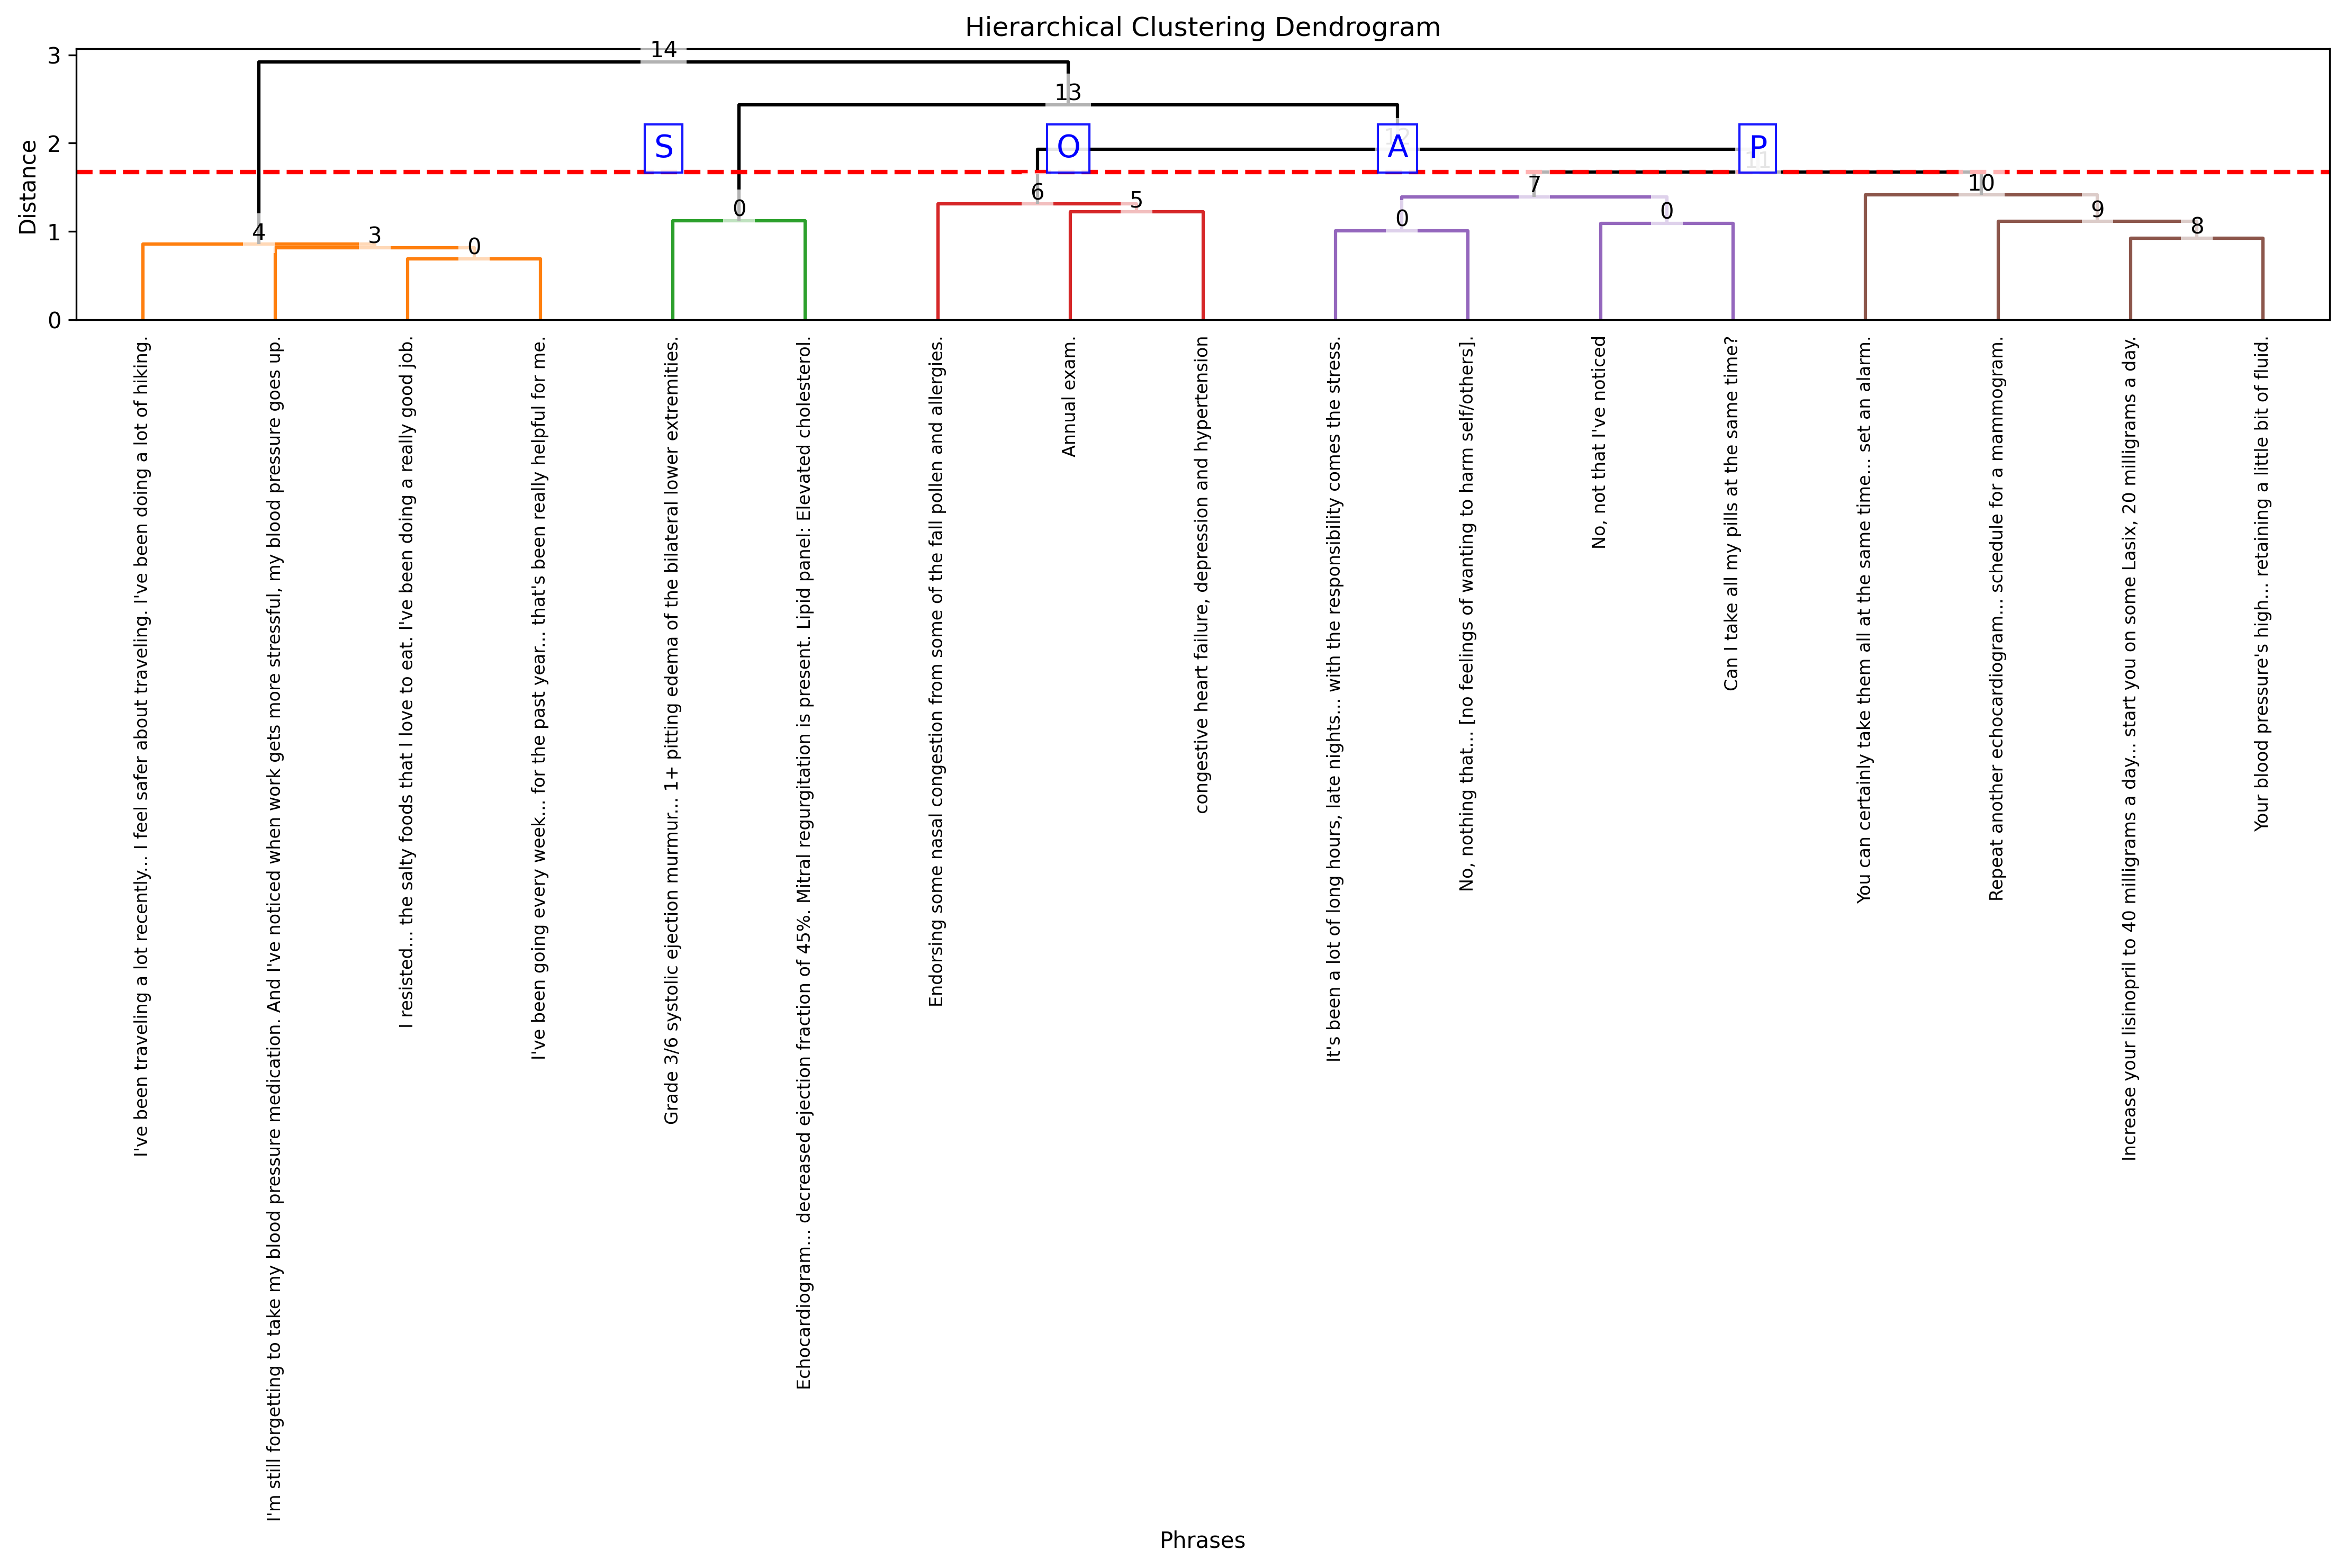 Hierarchical Clustering Dendrogram
Distance
3
2
1
0
14
13
12
11
S
O
A
P
6
5
7
10
0
0
0
9
8
4
3
0
I've been traveling a lot recently... I feel safer about traveling. I've been doing a lot of hiking.
I'm still forgeting to take my blood pressure medication. And I've noticed when work gets more stressful, my blood pressure goes up.
I resisted... the salty foods that I love to eat. I've been doing a really good job.
I've been going every week... for the past year... that's been really helpful for me.
Grade 3/6 systolic ejection murmur... 1+ pitting edema of the bilateral lower extremities.
Echocardiogram... decreased ejection fraction of 45%. Mitral regurgitation is present. Lipid panel: Elevated cholesterol.
Endorsing some nasal congestion from some of the fall pollen and allergies.
Annual exam.
congestive heart failure, depression and hypertension
It's been a lot of long hours, late nights... with the responsibility comes the stress.
No, nothing that... [no feelings of wanting to harm self/others].
No, not that I've noticed
Can I take all my pills at the same time?
You can certainly take them all at the same time... set an alarm.
Repeat another echocardiogram... schedule for a mammogram.
Increase your lisinopril to 40 milligrams a day... start you on some Lasix, 20 milligrams a day.
Your blood pressure's high... retaining a little bit of fluid.
Phrases